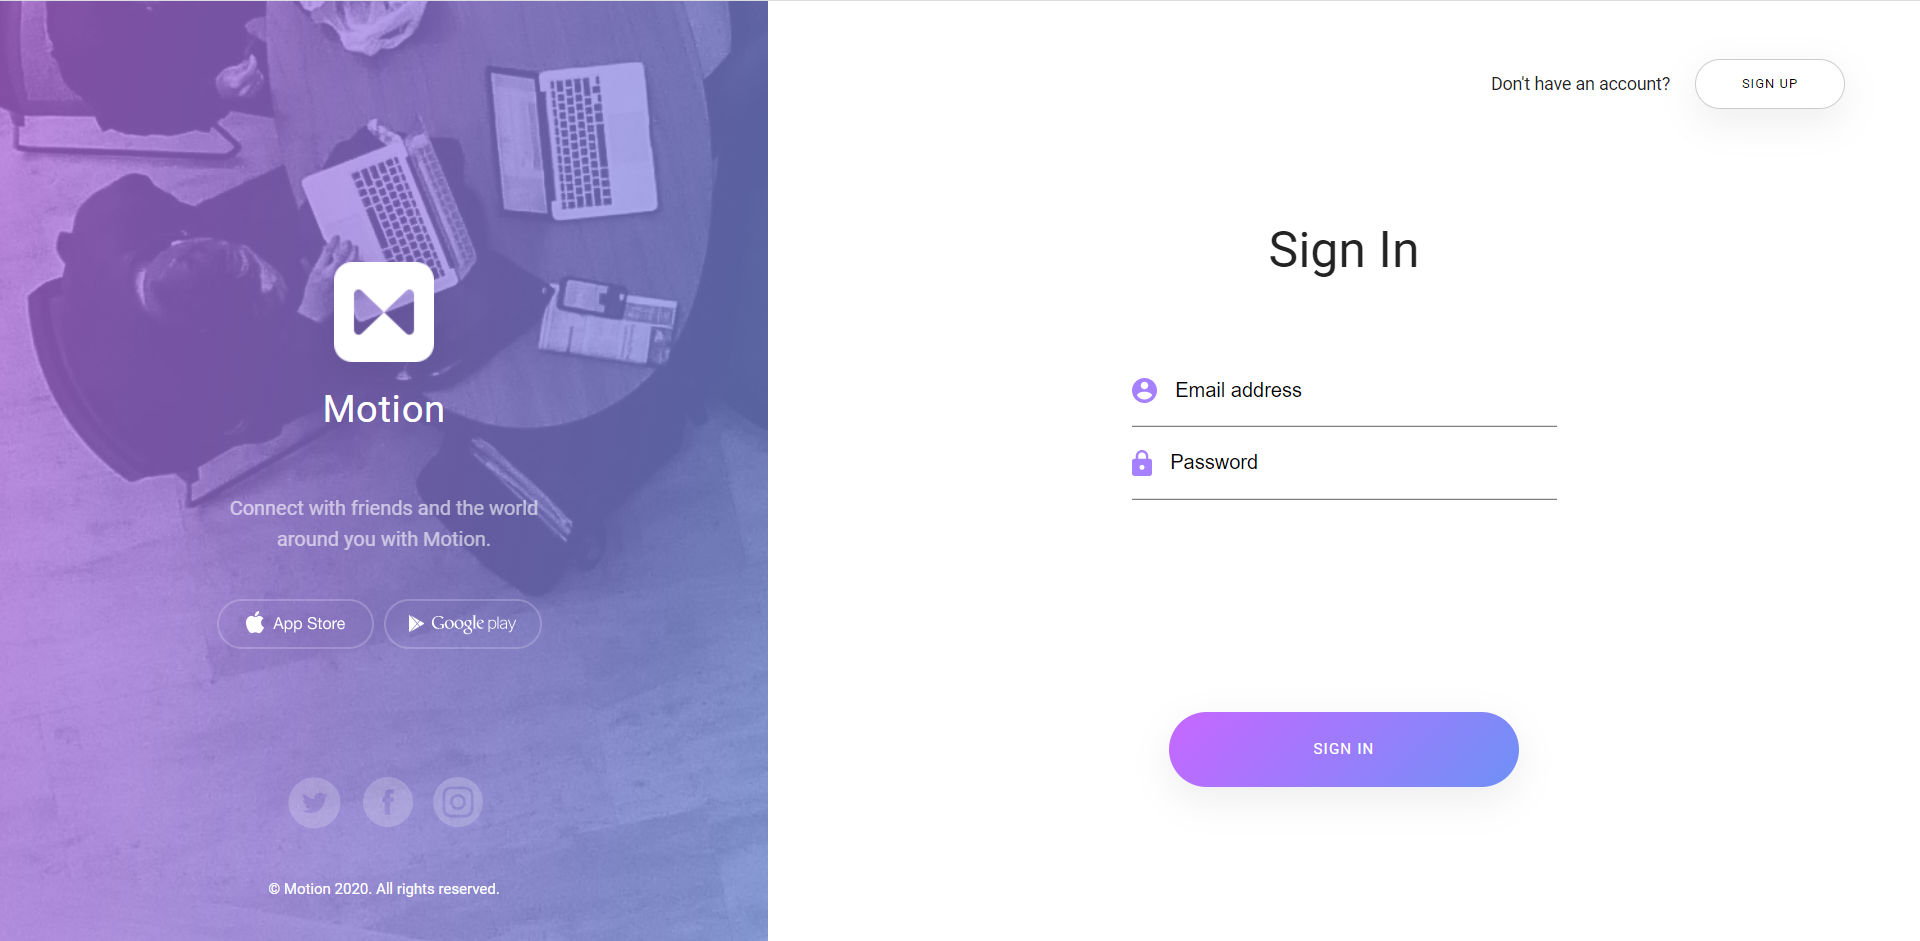 Motion
Connect with friends and the world
around you with Motion.
App Store
Google play
© Motion 2020. All rights reserved.
Don't have an account?
SIGN UP
Sign In
Email address
Password
SIGN IN